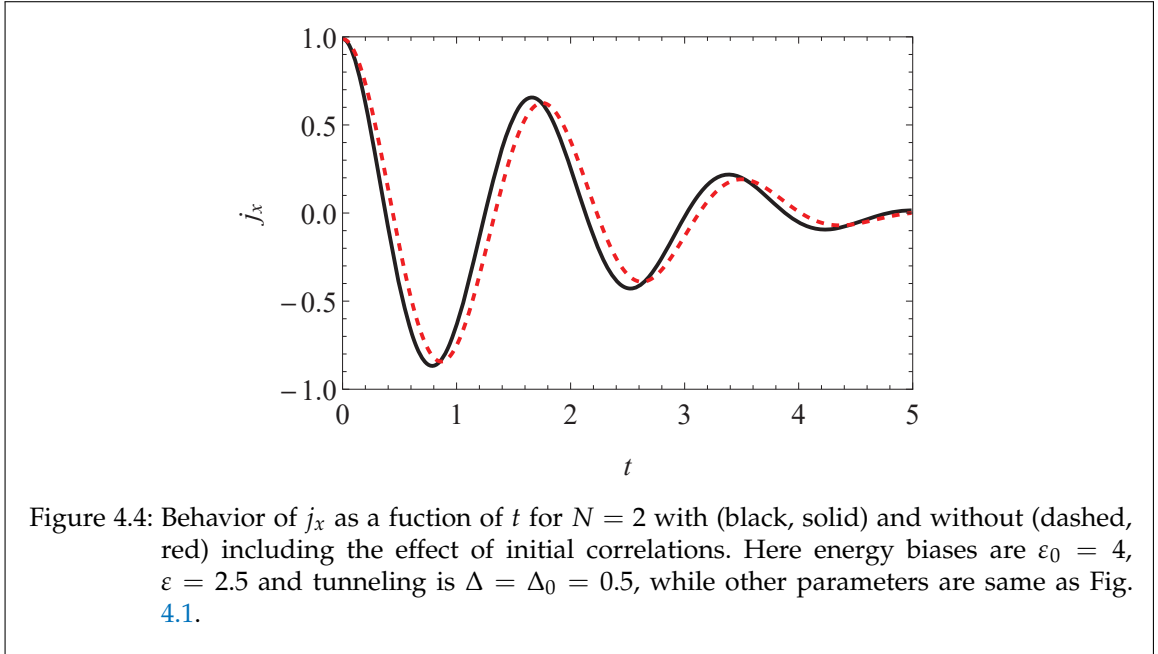 1.0
0.5
0.0
−0.5
−1.0
j_x
0 1 2 3 4 5
t
Figure 4.4: Behavior of j_x as a fuction of t for N = 2 with (black, solid) and without (dashed,
red) including the effect of initial correlations. Here energy biases are ε_0 = 4,
ε = 2.5 and tunneling is Δ = Δ_0 = 0.5, while other parameters are same as Fig.
4.1.